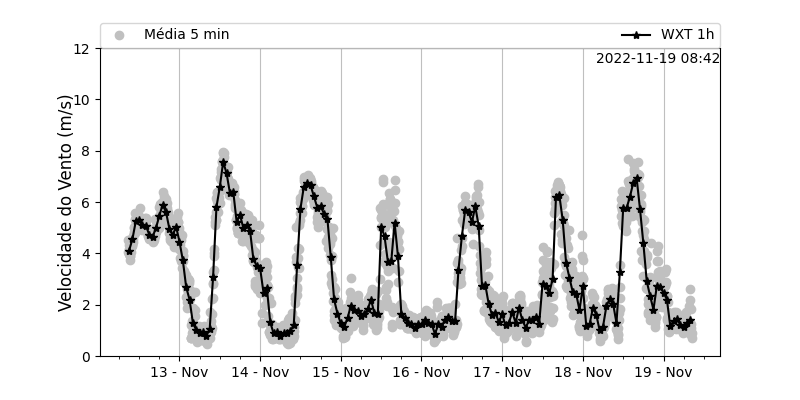 Média 5 min
WXT 1h
2022-11-19 08:42
Velocidade do Vento (m/s)
12
10
8
6
4
2
0
13 - Nov
14 - Nov
15 - Nov
16 - Nov
17 - Nov
18 - Nov
19 - Nov